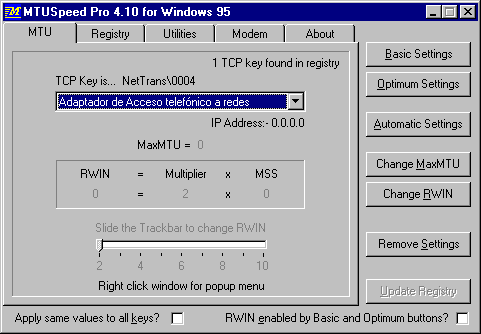 MTUSpeed Pro 4.10 for Windows 95
MTU Registry Utilities Modem About
1 TCP key found in registry
TCP Key is... NetTrans\0004
Adaptador de Acceso telefónico a redes
IP Address:- 0.0.0.0
MaxMTU = 0
RWIN = Multiplier x MSS
0 = 2 x 0
Slide the Trackbar to change RWIN
2 4 6 8 10
Right click window for popup menu
Basic Settings
Optimum Settings
Automatic Settings
Change MaxMTU
Change RWIN
Remove Settings
Update Registry
Apply same values to all keys? RWIN enabled by Basic and Optimum buttons?